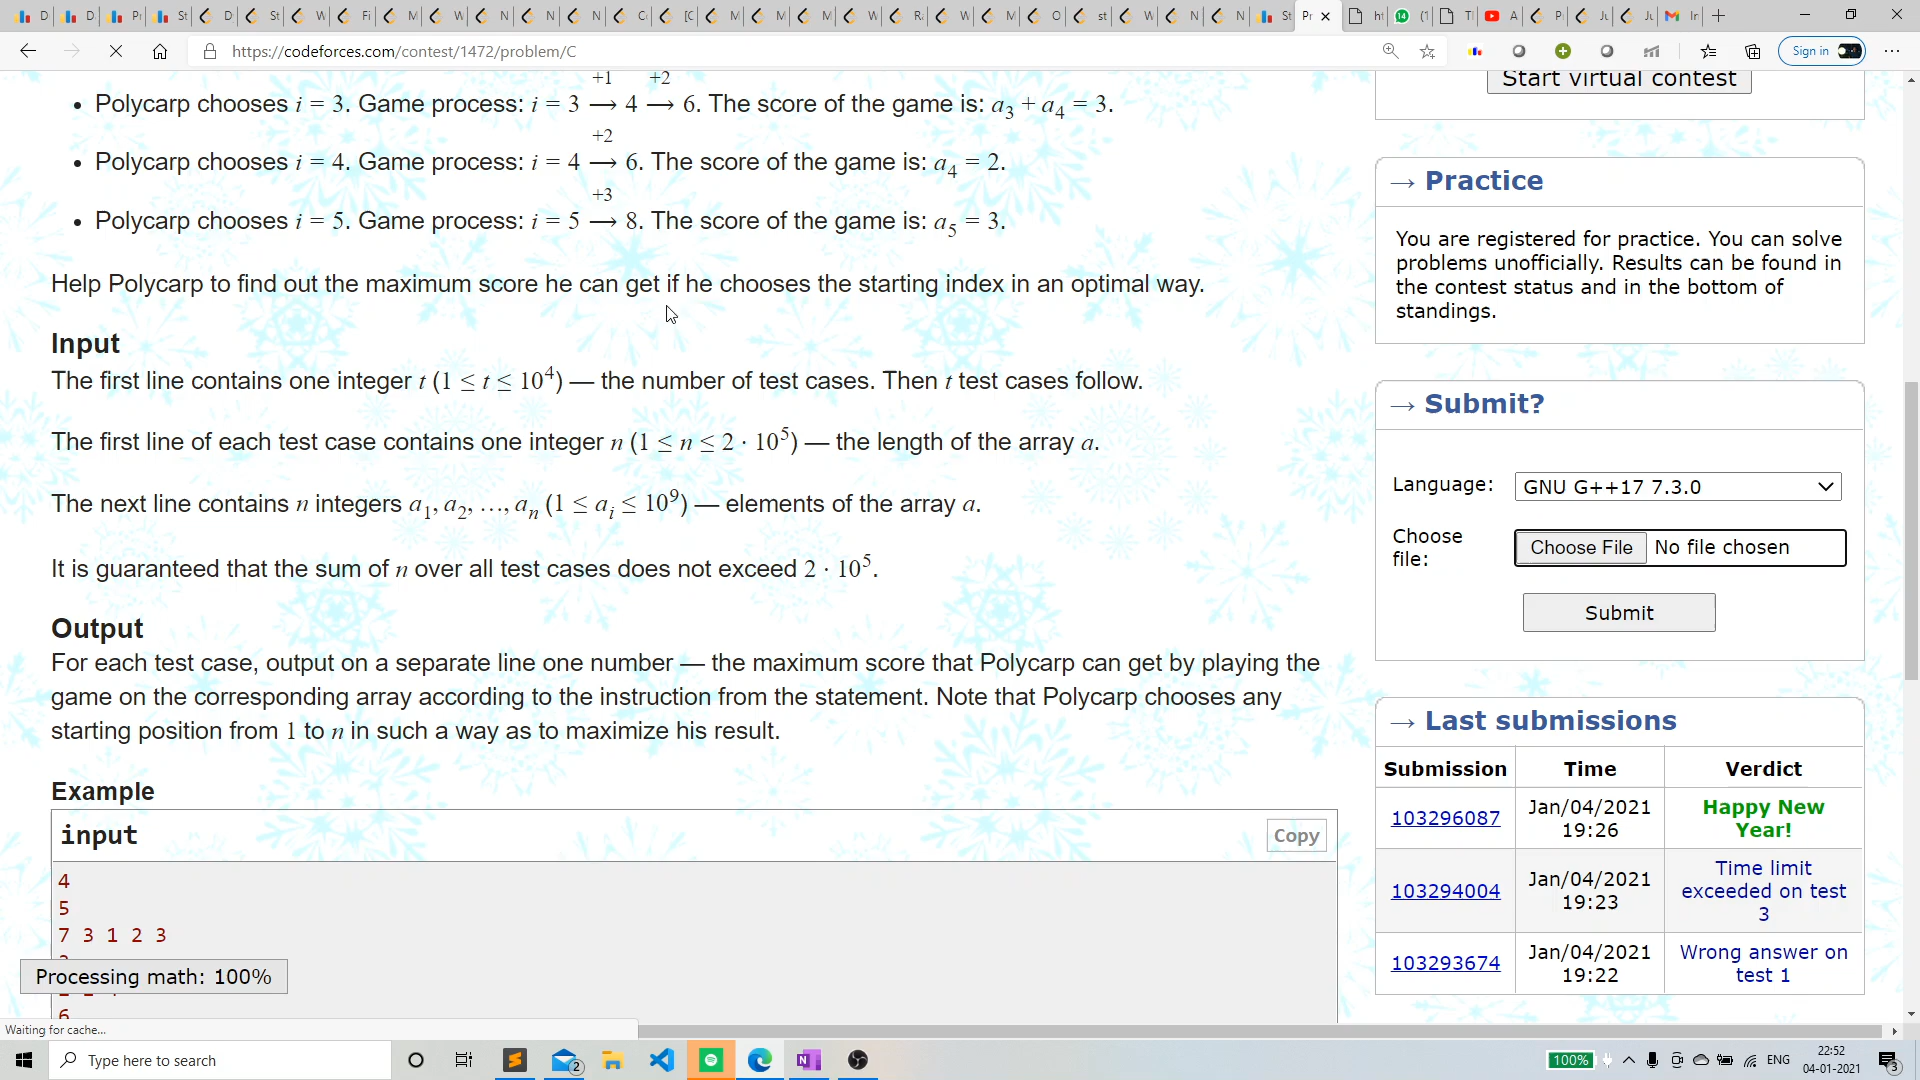 https://codeforces.com/contest/1472/problem/C
Sign in
+1 +2
• Polycarp chooses i = 3. Game process: i = 3 ⟶ 4 ⟶ 6. The score of the game is: a3 + a4 = 3.
+2
• Polycarp chooses i = 4. Game process: i = 4 ⟶ 6. The score of the game is: a4 = 2.
+3
• Polycarp chooses i = 5. Game process: i = 5 ⟶ 8. The score of the game is: a5 = 3.
Help Polycarp to find out the maximum score he can get if he chooses the starting index in an optimal way.
Input
The first line contains one integer t (1 ≤ t ≤ 10^4) — the number of test cases. Then t test cases follow.
The first line of each test case contains one integer n (1 ≤ n ≤ 2 · 10^5) — the length of the array a.
The next line contains n integers a1, a2, …, an (1 ≤ ai ≤ 10^9) — elements of the array a.
It is guaranteed that the sum of n over all test cases does not exceed 2 · 10^5.
Output
For each test case, output on a separate line one number — the maximum score that Polycarp can get by playing the
game on the corresponding array according to the instruction from the statement. Note that Polycarp chooses any
starting position from 1 to n in such a way as to maximize his result.
Example
input
Copy
4
5
7 3 1 2 3
6
Processing math: 100%
Waiting for cache...
Start virtual contest
→ Practice
You are registered for practice. You can solve
problems unofficially. Results can be found in
the contest status and in the bottom of
standings.
→ Submit?
Language: GNU G++17 7.3.0
Choose
file:
Choose File No file chosen
Submit
→ Last submissions
Submission Time Verdict
103296087 Jan/04/2021 19:26 Happy New Year!
103294004 Jan/04/2021 19:23 Time limit exceeded on test 3
103293674 Jan/04/2021 19:22 Wrong answer on test 1
Type here to search
2
100%
ENG
22:52
04-01-2021
3